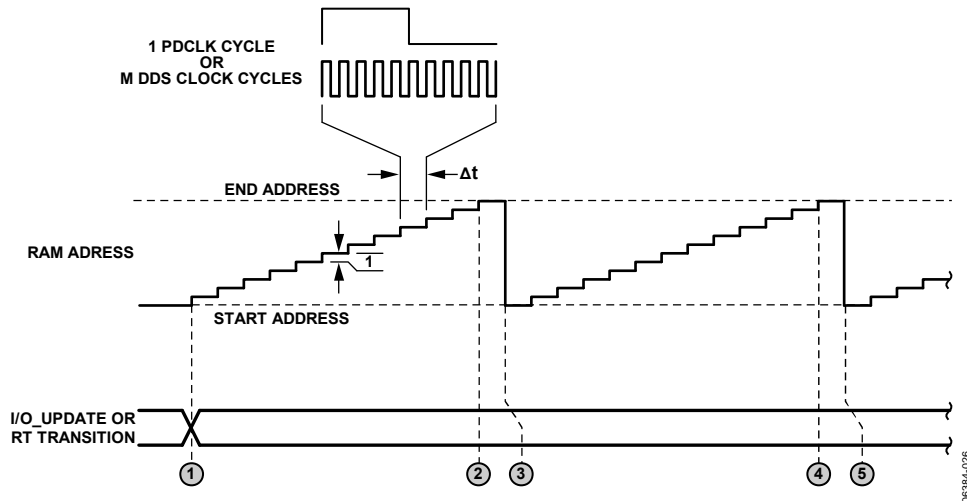 1 PDCLK CYCLE
OR
M DDS CLOCK CYCLES
Δt
END ADDRESS
RAM ADRESS
1
START ADDRESS
I/O_UPDATE OR
RT TRANSITION
1 2 3 4 5
06384-026